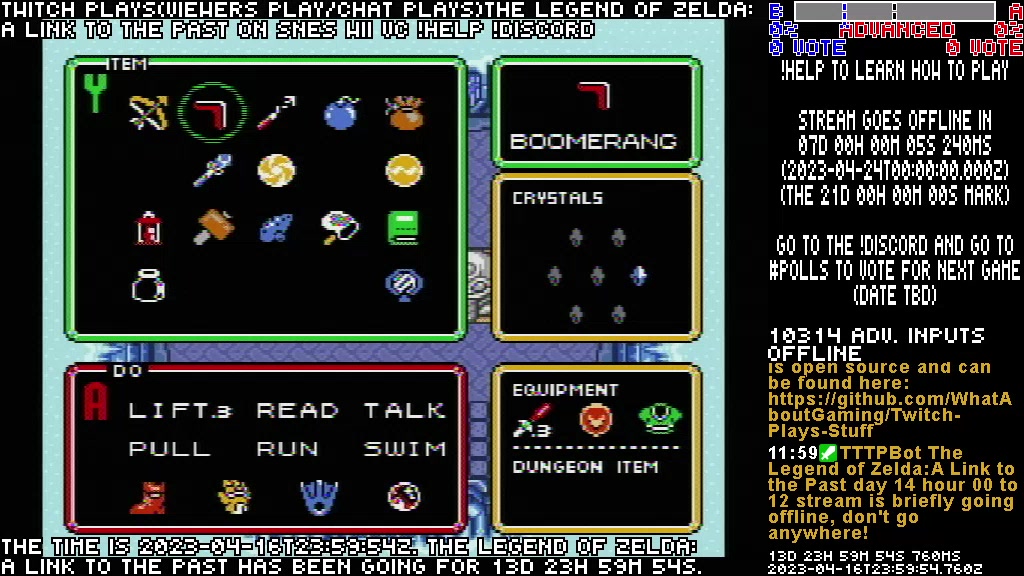 TWITCH PLAYS(VIEWERS PLAY/CHAT PLAYS)THE LEGEND OF ZELDA:
A LINK TO THE PAST ON SNES WII VC !HELP !DISCORD
ITEM
Y
BOOMERANG
CRYSTALS
DO
A
LIFT.3 READ TALK
PULL RUN SWIM
EQUIPMENT
.3
DUNGEON ITEM
THE TIME IS 2023-04-16T23:59:54Z. THE LEGEND OF ZELDA:
A LINK TO THE PAST HAS BEEN GOING FOR 13D 23H 59M 54S.
B A
0% ADVANCED 0%
0 VOTE 0 VOTE
!HELP TO LEARN HOW TO PLAY
STREAM GOES OFFLINE IN
07D 00H 00M 05S 240MS
(2023-04-24T00:00:00.000Z)
(THE 21D 00H 00M 00S MARK)
GO TO THE !DISCORD AND GO TO
#POLLS TO VOTE FOR NEXT GAME
(DATE TBD)
10314 ADV. INPUTS
OFFLINE
is open source and can
be found here:
https://github.com/WhatA
boutGaming/Twitch-
Plays-Stuff
11:59 TTTPBot The
Legend of Zelda:A Link to
the Past day 14 hour 00 to
12 stream is briefly going
offline, don't go
anywhere!
13D 23H 59M 54S 760MS
2023-04-16T23:59:54.760Z